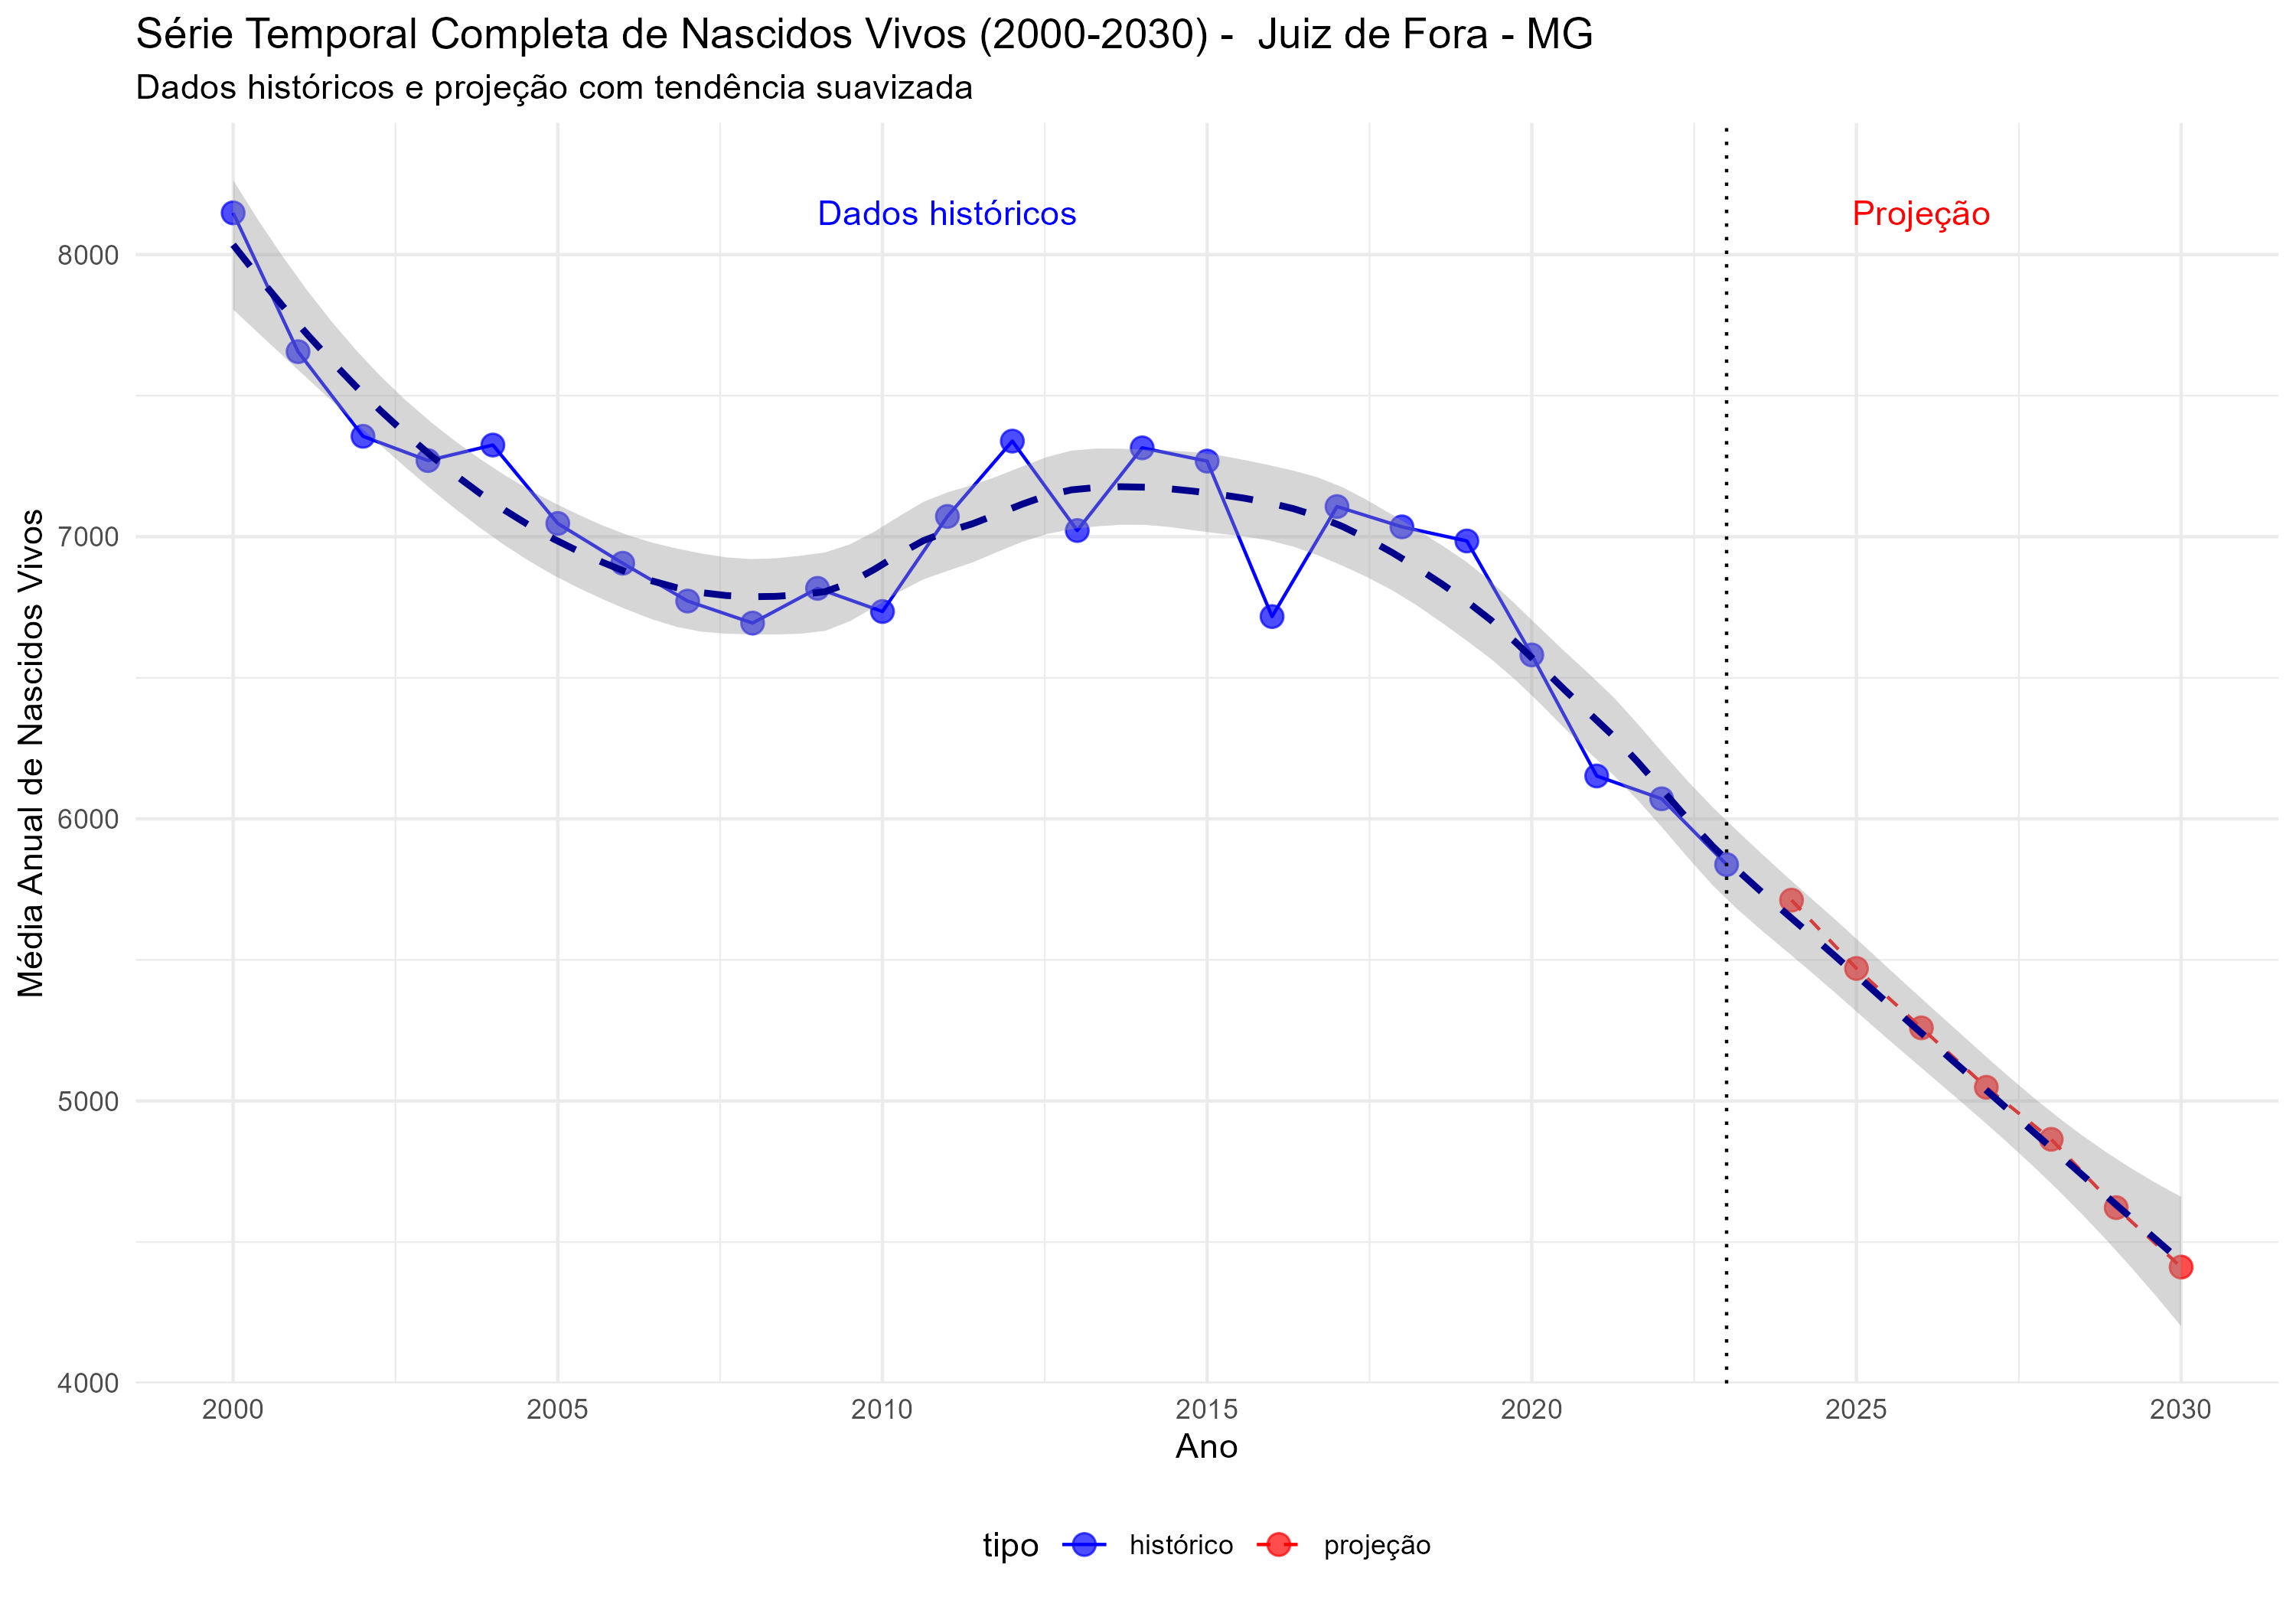 Série Temporal Completa de Nascidos Vivos (2000-2030) -  Juiz de Fora - MG
Dados históricos e projeção com tendência suavizada
Dados históricos
Projeção
Média Anual de Nascidos Vivos
8000
7000
6000
5000
4000
2000 2005 2010 2015 2020 2025 2030
Ano
tipo histórico projeção